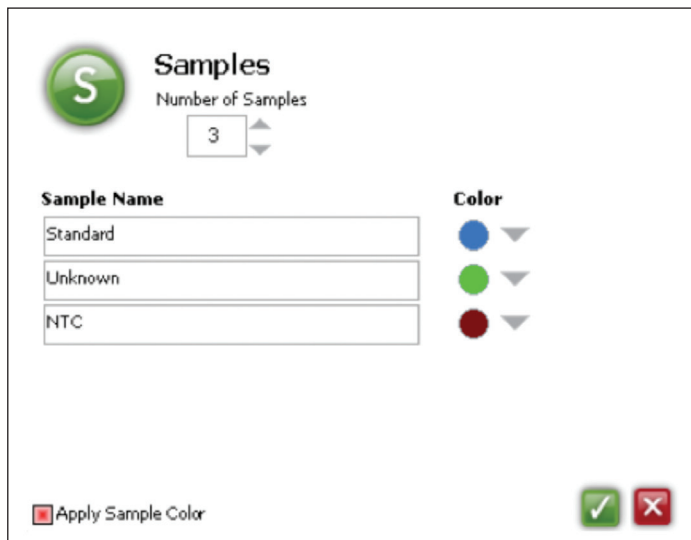 S
Samples
Number of Samples
3
Sample Name Color
Standard
Unknown
NTC
Apply Sample Color